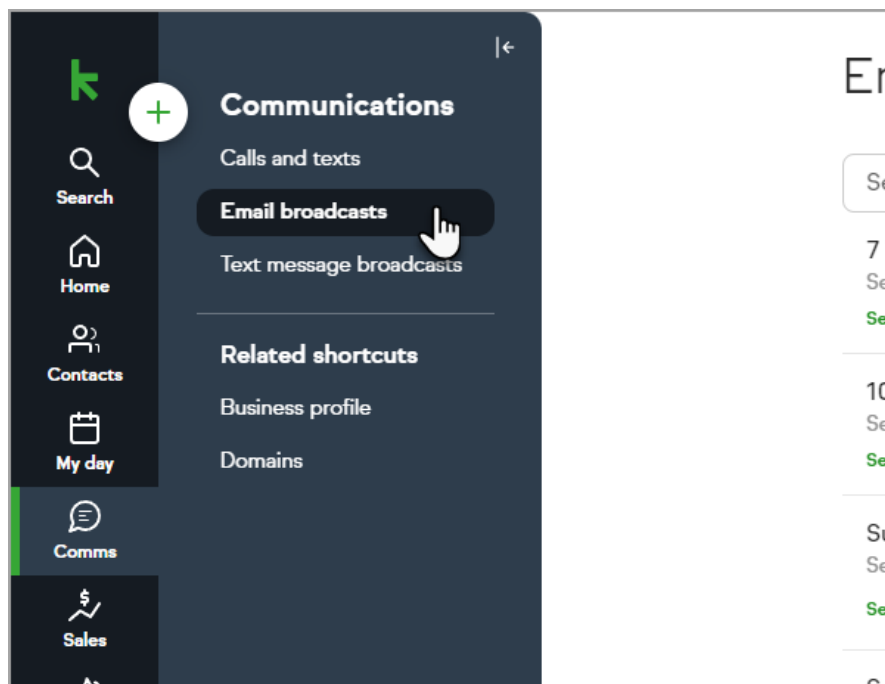 Search
Home
Contacts
My day
Comms
Sales
Communications
Calls and texts
Email broadcasts
Text message broadcasts
Related shortcuts
Business profile
Domains
7